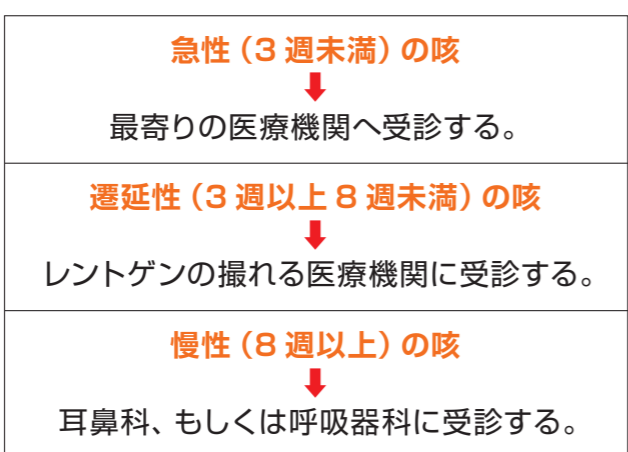 急性（3 週未満）の咳
最寄りの医療機関へ受診する。
遷延性（3 週以上 8 週未満）の咳
レントゲンの撮れる医療機関に受診する。
慢性（8 週以上）の咳
耳鼻科、もしくは呼吸器科に受診する。